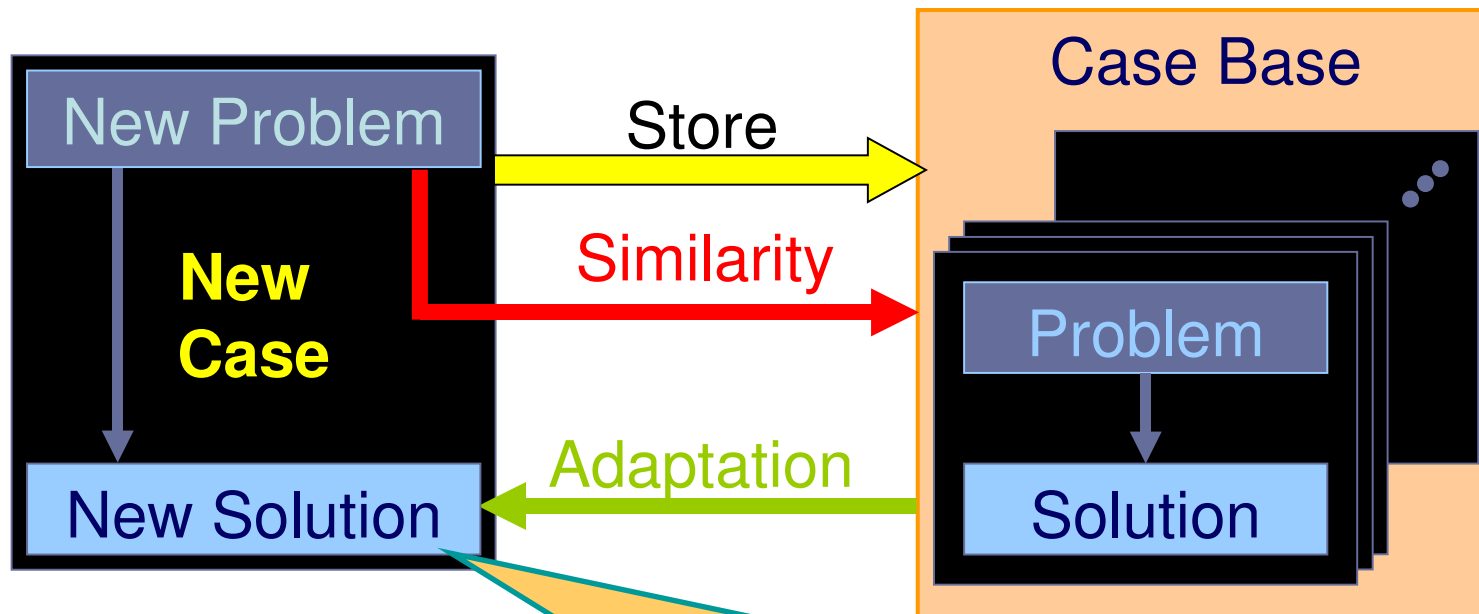 Case Base
New Problem
Store
Similarity
New
Case
Problem
Adaptation
New Solution
Solution